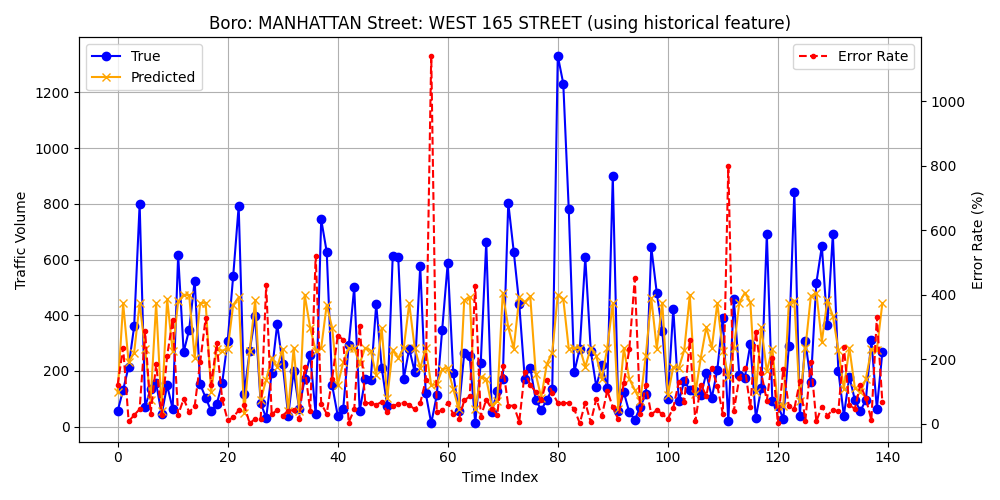 Boro: MANHATTAN Street: WEST 165 STREET (using historical feature)
True
Predicted
Error Rate
1200
1000
800
600
400
200
0
Traffic Volume
1000
800
600
400
200
0
Error Rate (%)
0 20 40 60 80 100 120 140
Time Index